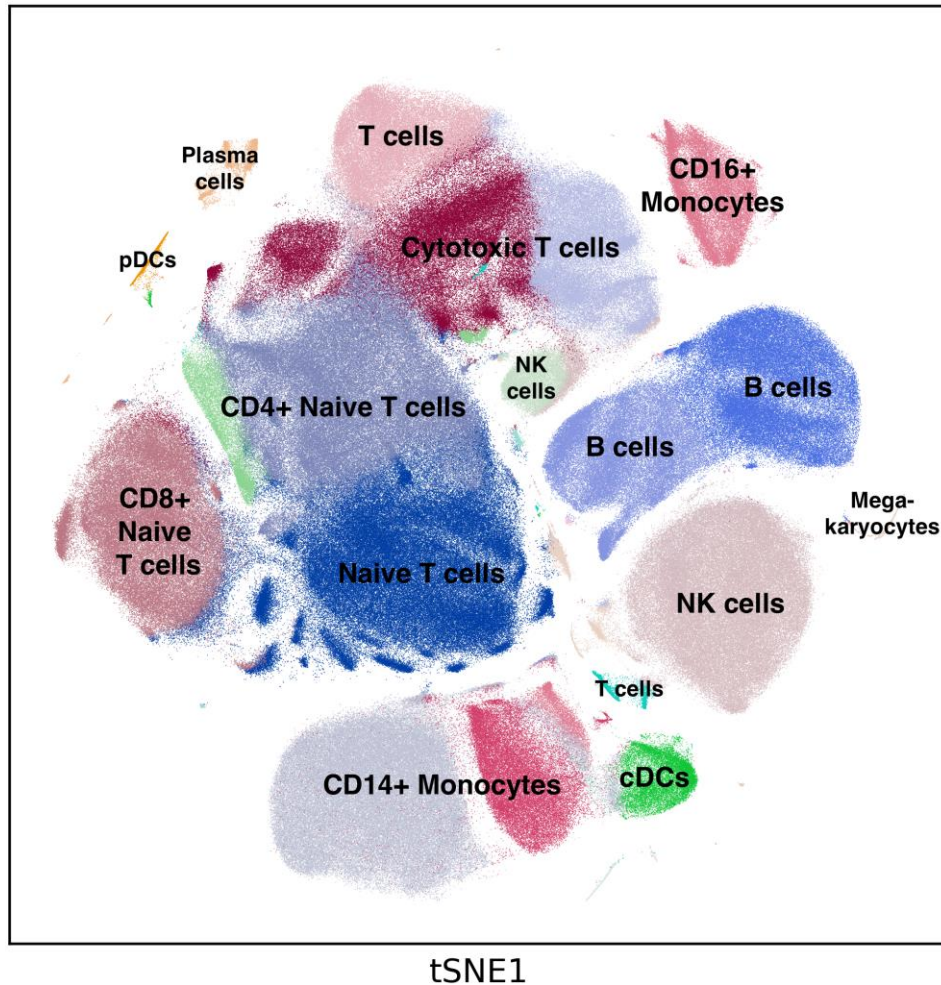 T cells
Plasma
cells
CD16+
Monocytes
pDCs
Cytotoxic T cells
NK
cells
CD4+ Naive T cells
B cells
B cells
CD8+
Naive
T cells
Mega-
karyocytes
Naive T cells
NK cells
T cells
CD14+ Monocytes
cDCs
tSNE1